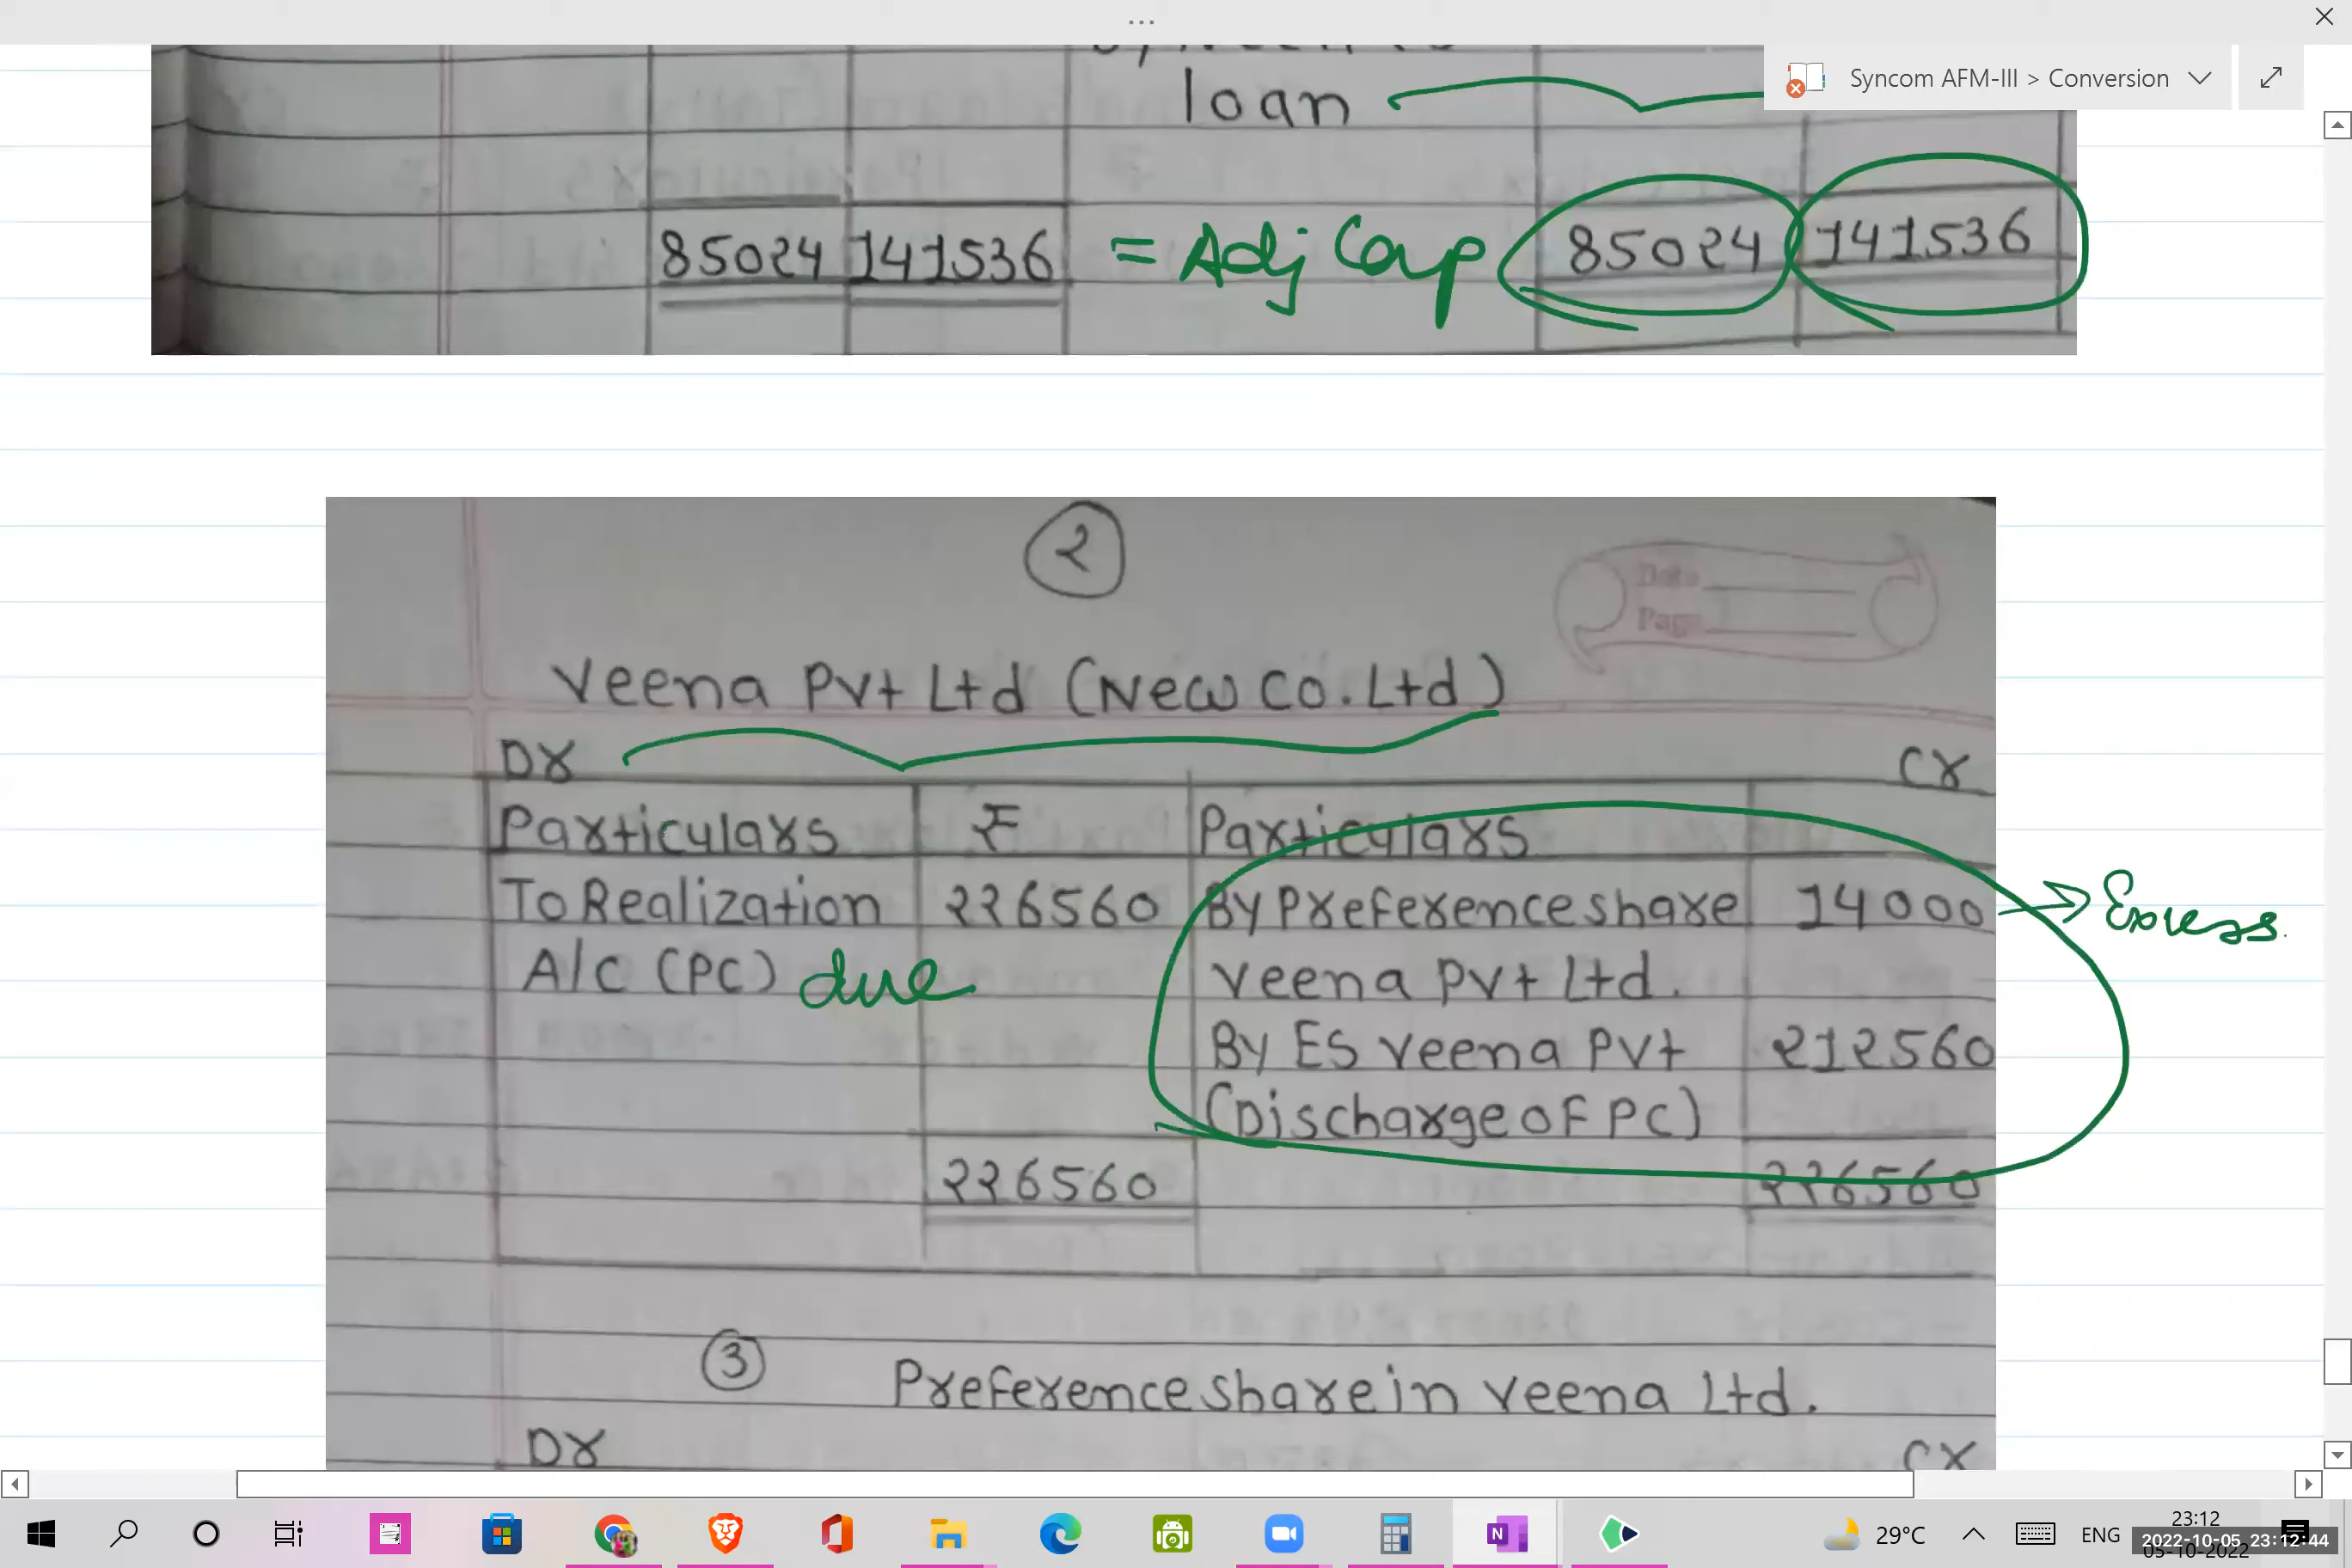 Syncom AFM-III > Conversion
loan
85024 141536 = Adj Cap 85024 141536
2
Date
Page
Veena Pvt Ltd (New Co. Ltd)
Dr Cr
Particulars ₹ Particulars
To Realization 226560 By Preference share 14000 → Excess.
A/C (PC) due Veena Pvt Ltd.
By ES Veena Pvt 212560
(Discharge of PC)
226560 226560
3 Preference share in Veena Ltd.
Dr Cr
29°C ENG 23:12
2022-10-05, 23:12:44
05-10-2022